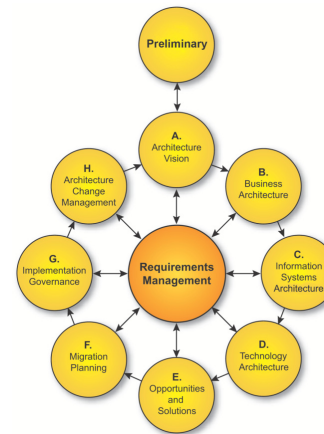 Preliminary
A.
Architecture
Vision
B.
Business
Architecture
C.
Information
Systems
Architecture
D.
Technology
Architecture
E.
Opportunities
and
Solutions
F.
Migration
Planning
G.
Implementation
Governance
H.
Architecture
Change
Management
Requirements
Management